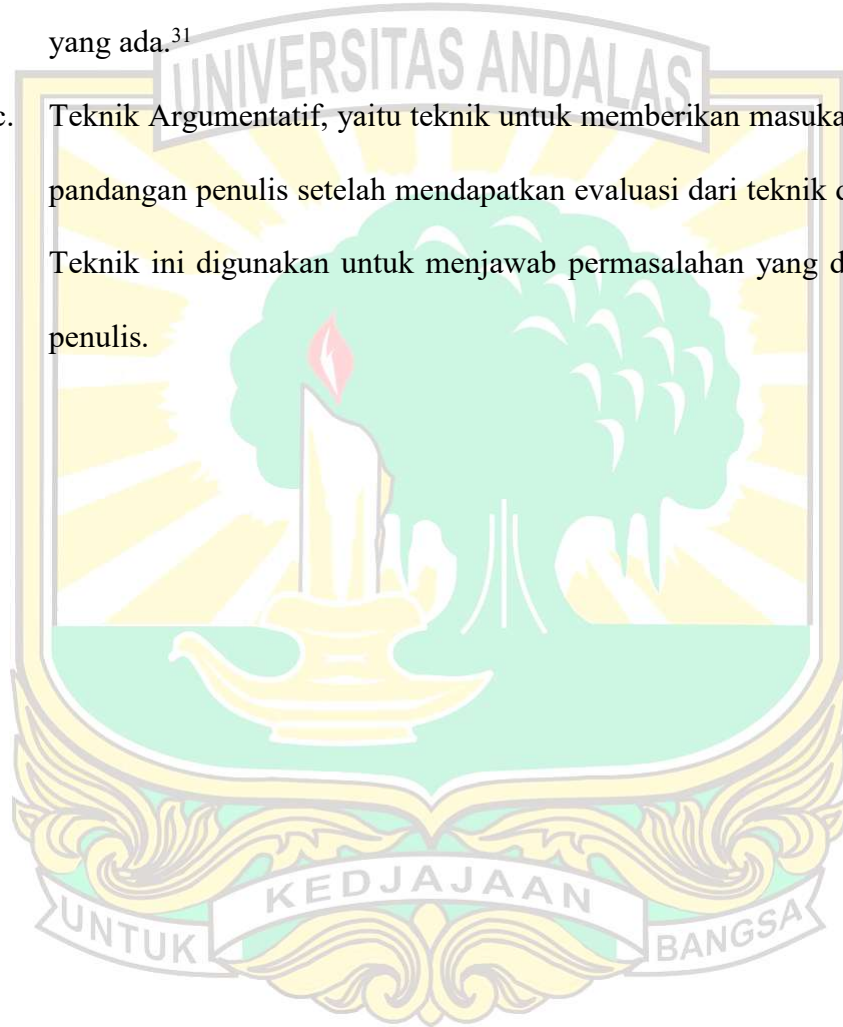 yang ada.31
UNIVERSITAS ANDALAS
c. Teknik Argumentatif, yaitu teknik untuk memberikan
pandangan penulis setelah mendapatkan evaluasi dari teknik
Teknik ini digunakan untuk menjawab permasalahan yang
penulis.
UNTUK KEDJAJAAN BANGSA